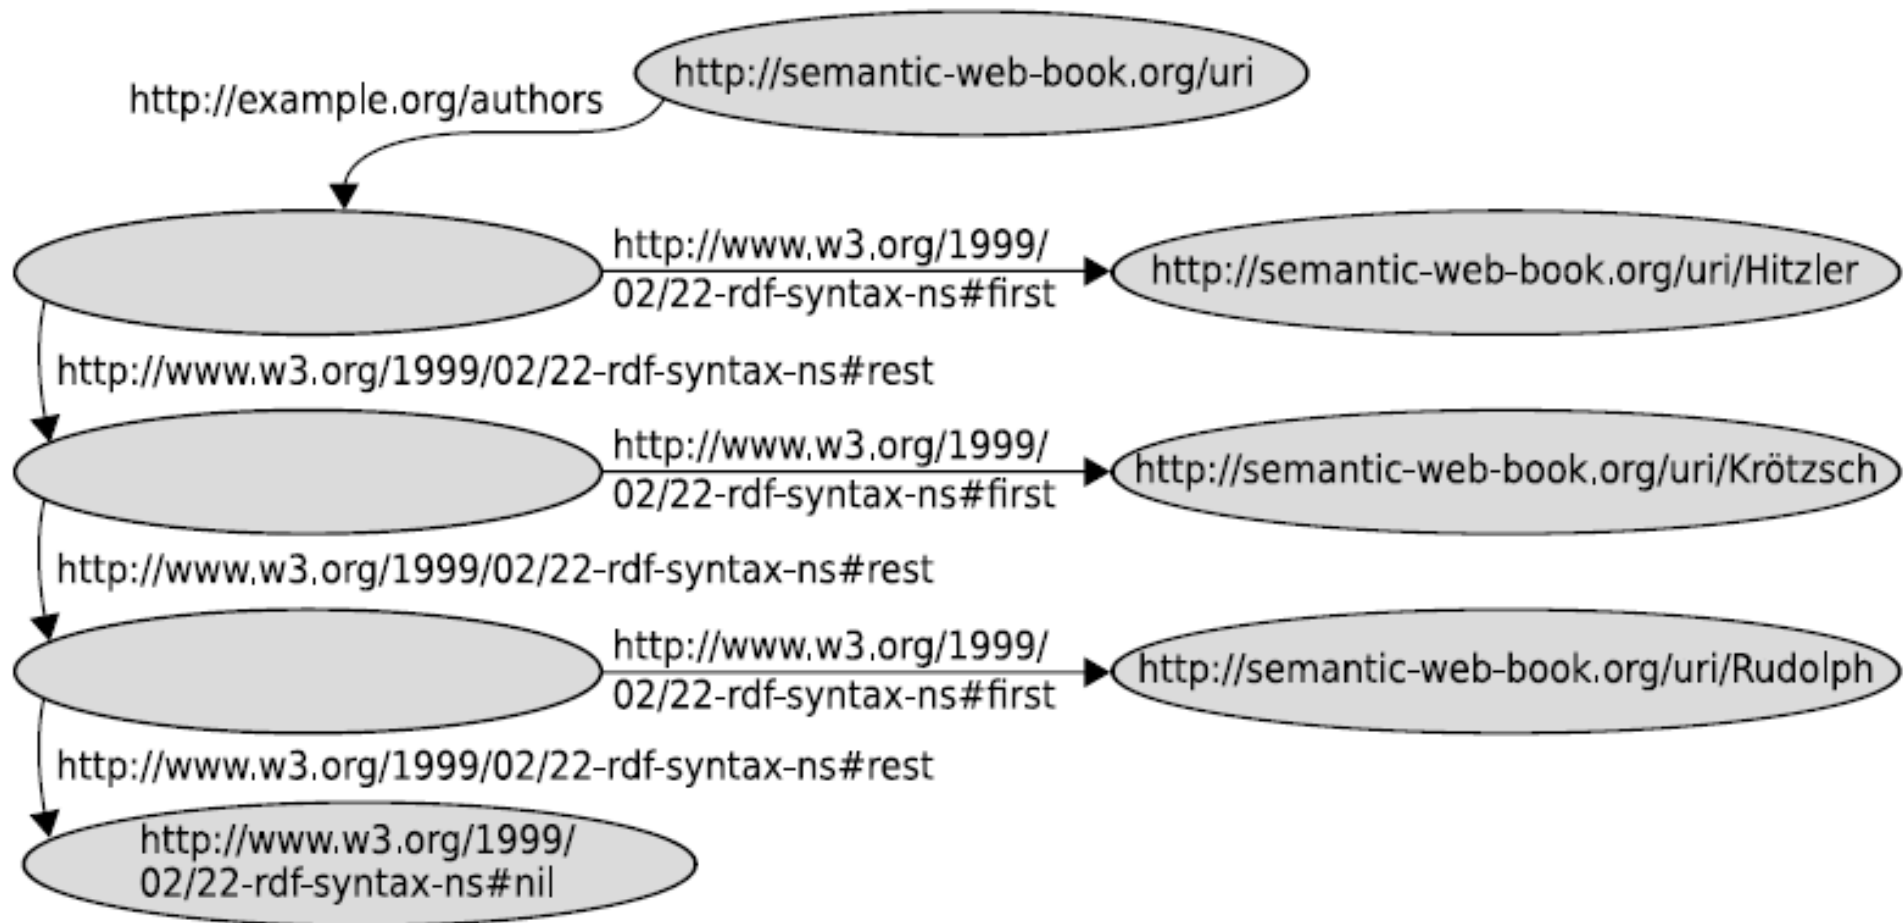 http://semantic-web-book.org/uri
http://example.org/authors
http://www.w3.org/1999/
02/22-rdf-syntax-ns#first
http://semantic-web-book.org/uri/Hitzler
http://www.w3.org/1999/02/22-rdf-syntax-ns#rest
http://www.w3.org/1999/
02/22-rdf-syntax-ns#first
http://semantic-web-book.org/uri/Krötzsch
http://www.w3.org/1999/02/22-rdf-syntax-ns#rest
http://www.w3.org/1999/
02/22-rdf-syntax-ns#first
http://semantic-web-book.org/uri/Rudolph
http://www.w3.org/1999/02/22-rdf-syntax-ns#rest
http://www.w3.org/1999/
02/22-rdf-syntax-ns#nil